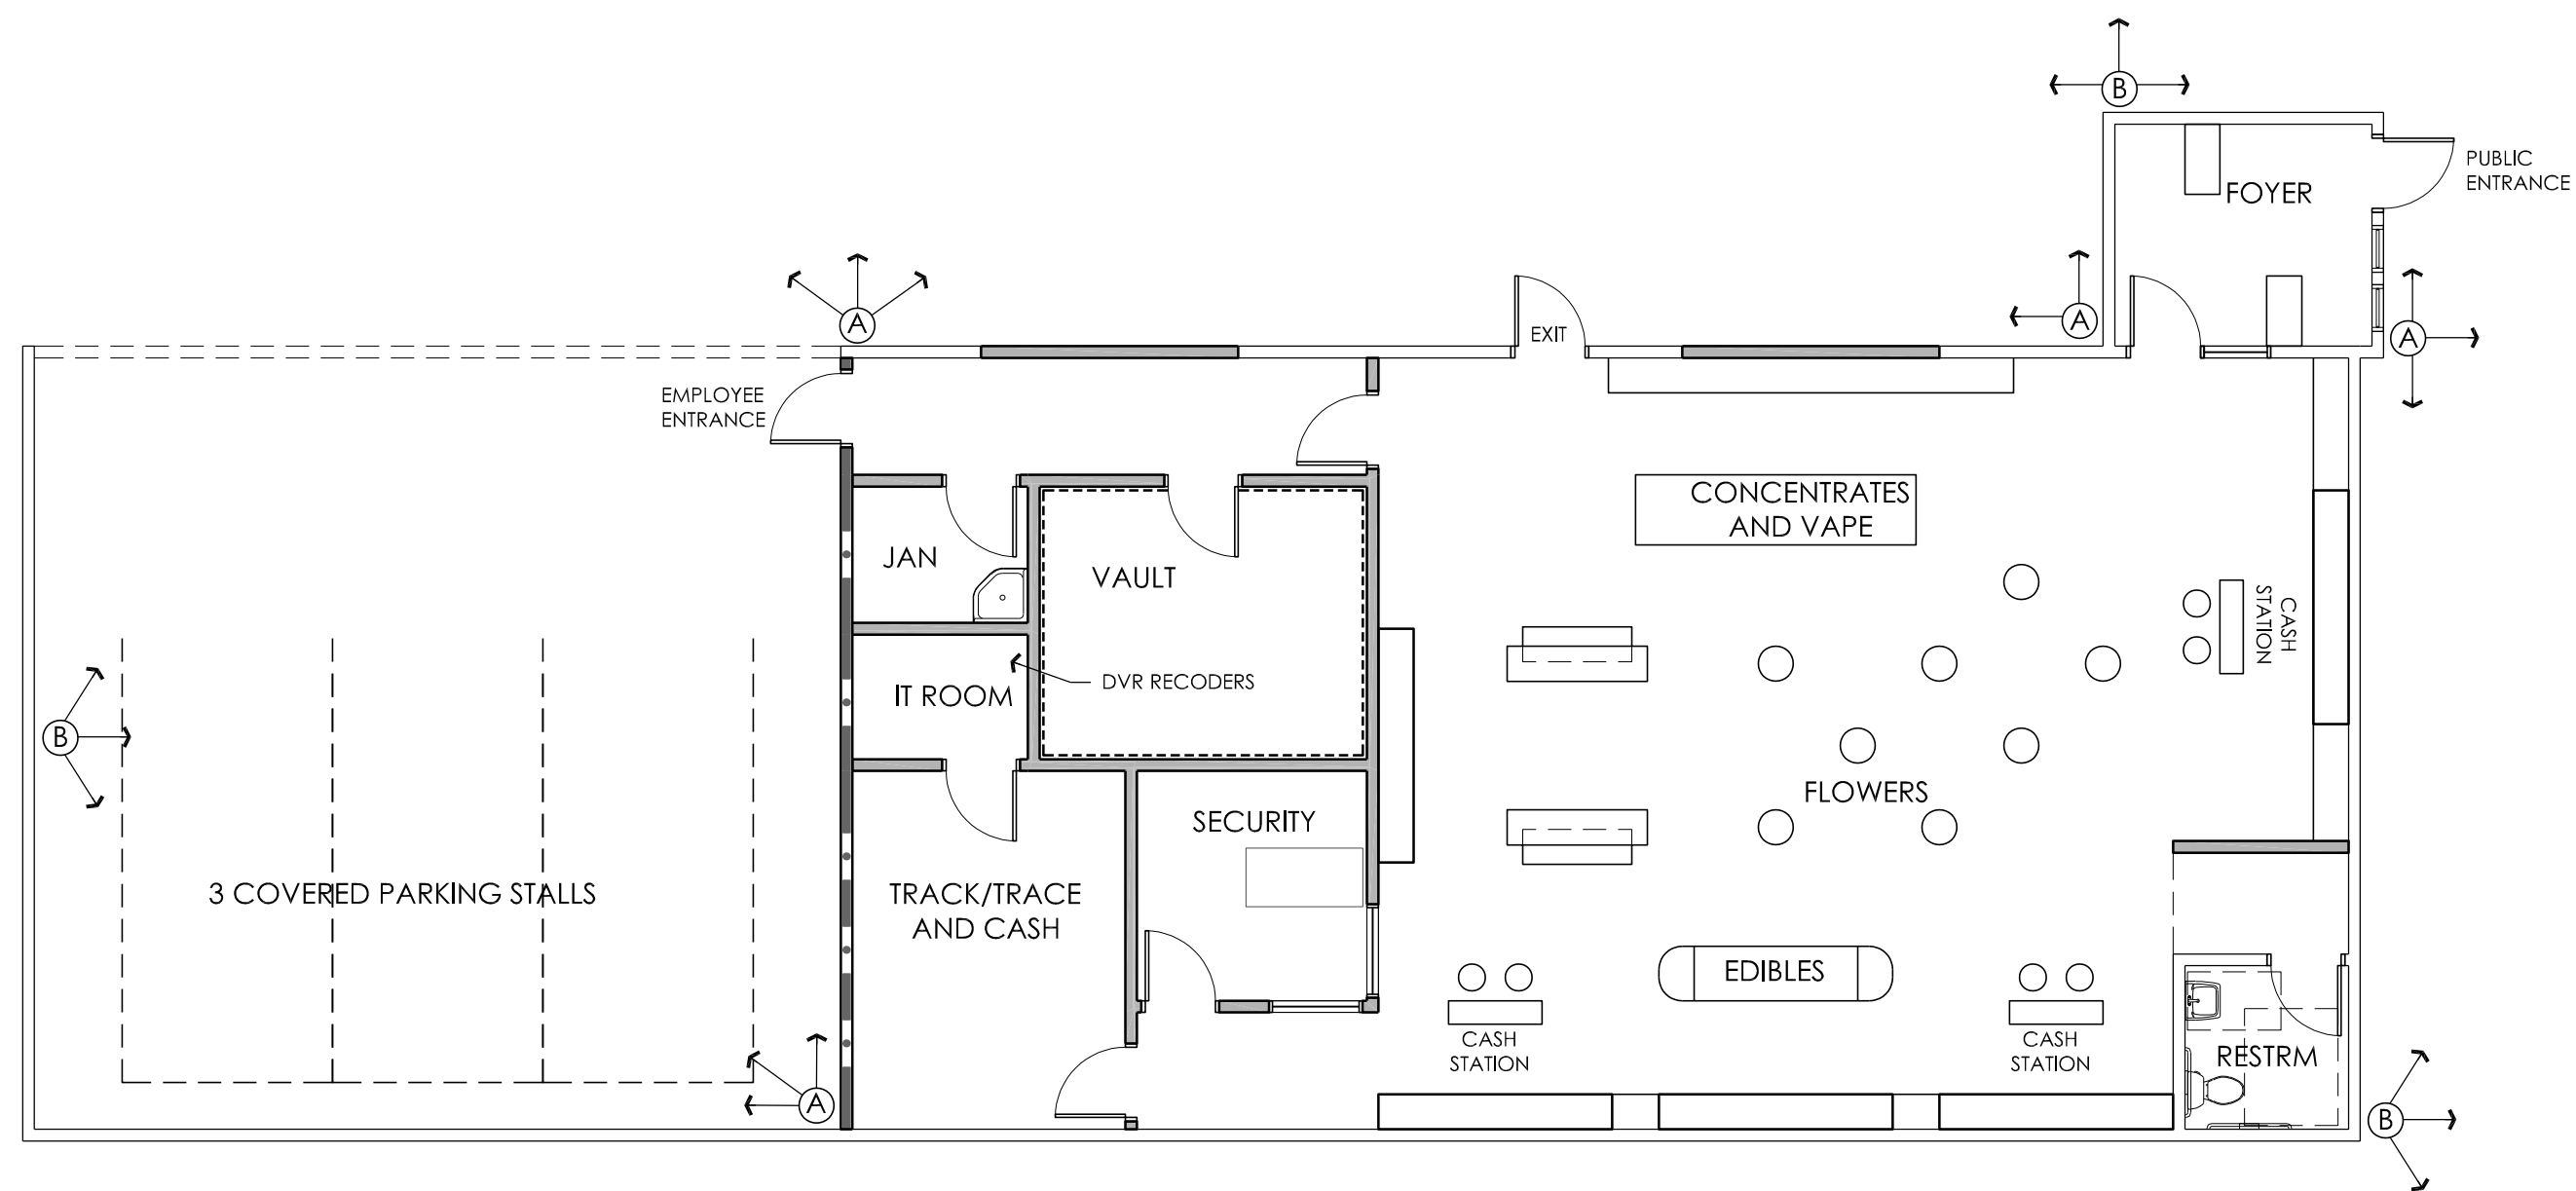 B
PUBLIC
ENTRANCE
FOYER
A
A
EXIT
A
EMPLOYEE
ENTRANCE
CONCENTRATES
AND VAPE
JAN
VAULT
CASH
STATION
DVR RECODERS
IT ROOM
B
FLOWERS
SECURITY
3 COVERED PARKING STALLS
TRACK/TRACE
AND CASH
EDIBLES
CASH
STATION
CASH
STATION
RESTRM
A
B